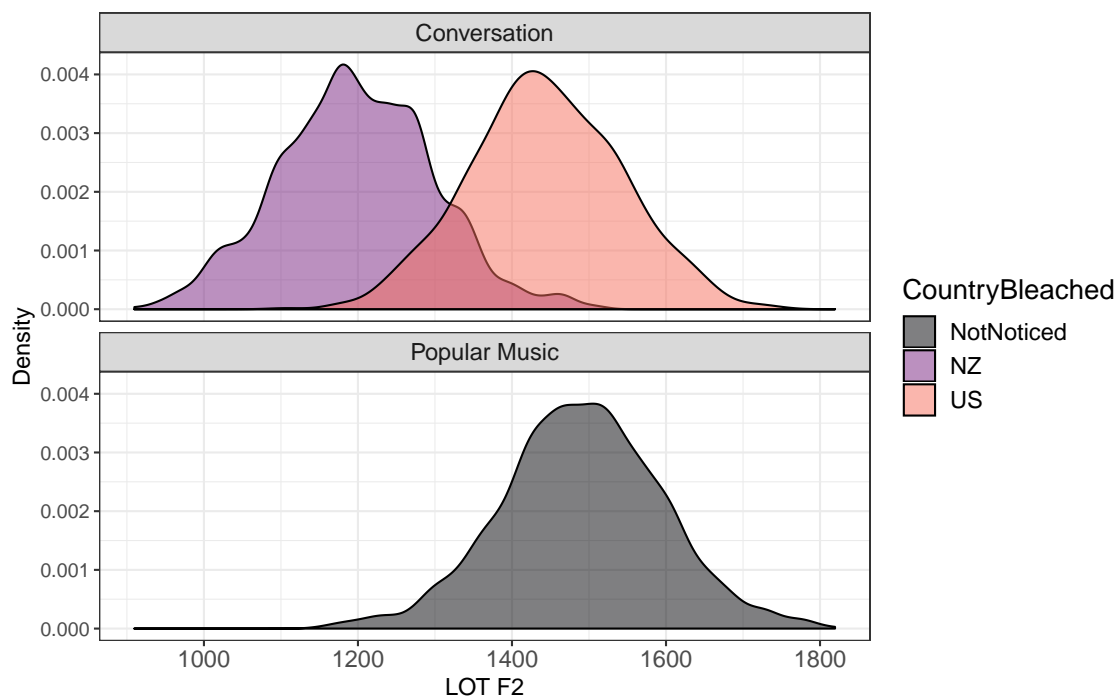 Conversation
0.004
0.003
0.002
0.001
0.000
Popular Music
0.004
0.003
0.002
0.001
0.000
1000 1200 1400 1600 1800
LOT F2
Density
CountryBleached
NotNoticed
NZ
US